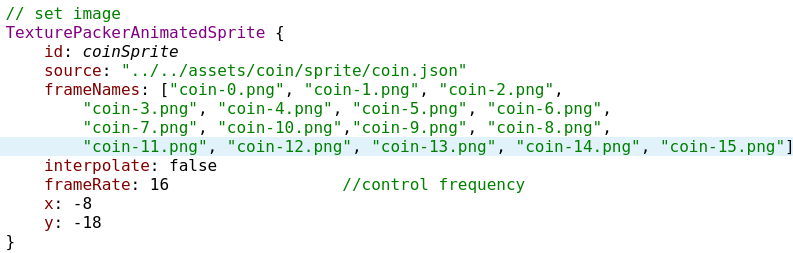 // set image
TexturePackerAnimatedSprite {
    id: coinSprite
    source: "../../assets/coin/sprite/coin.json"
    frameNames: ["coin-0.png", "coin-1.png", "coin-2.png",
        "coin-3.png", "coin-4.png", "coin-5.png", "coin-6.png",
        "coin-7.png", "coin-10.png","coin-9.png", "coin-8.png",
        "coin-11.png", "coin-12.png", "coin-13.png", "coin-14.png", "coin-15.png"]
    interpolate: false
    frameRate: 16                  //control frequency
    x: -8
    y: -18
}